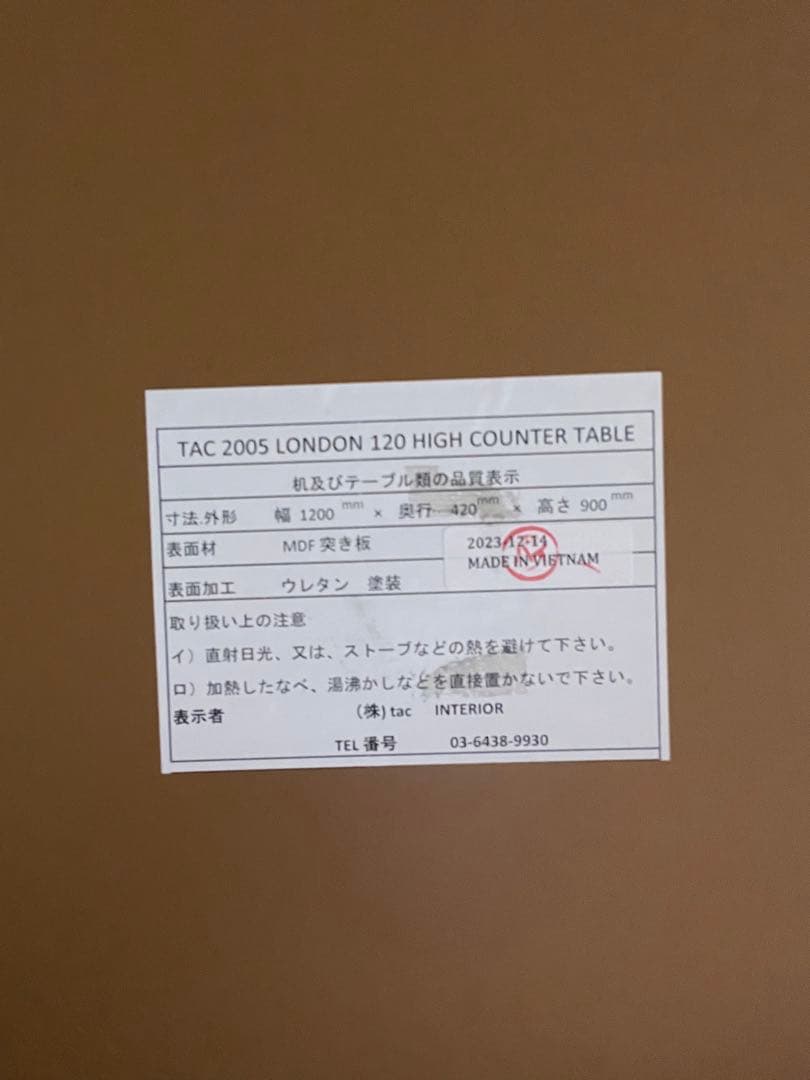 TAC 2005 LONDON 120 HIGH COUNTER TABLE
机及びテーブル類の品質表示
寸法.外形 幅 1200 mm × 奥行 420 mm × 高さ 900 mm
表面材 MDF 突き板
2023-12-14
MADE IN VIETNAM
表面加工 ウレタン 塗装
取り扱い上の注意
イ）直射日光、又は、ストーブなどの熱を避けて下さい。
ロ）加熱したなべ、湯沸かしなどを直接置かないで下さい。
表示者 （株) tac INTERIOR
TEL 番号 03-6438-9930